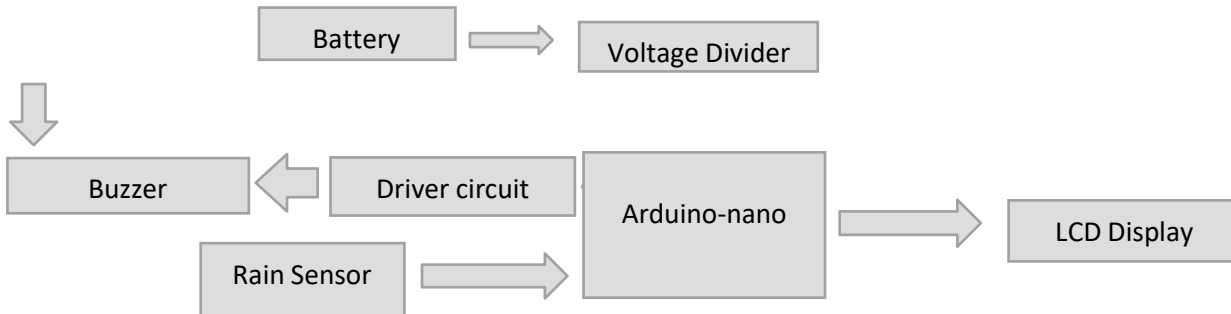 Battery
Voltage Divider
Buzzer
Driver circuit
Arduino-nano
LCD Display
Rain Sensor